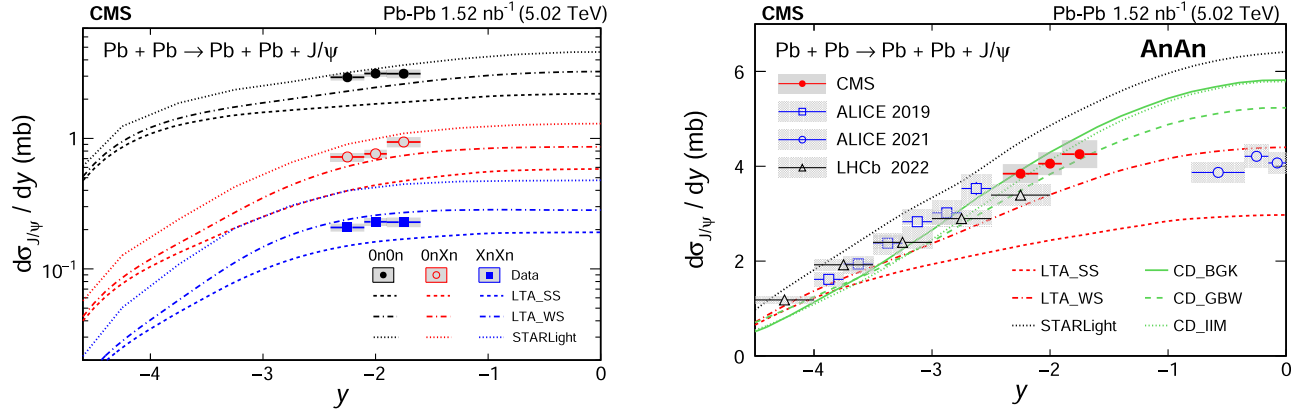 CMS Pb-Pb 1.52 nb⁻¹ (5.02 TeV)
Pb + Pb → Pb + Pb + J/ψ
dσ_J/ψ / dy (mb)
1
10⁻¹
0n0n 0nXn XnXn
Data
LTA_SS
LTA_WS
STARLight
−4 −3 −2 −1 0
y
CMS Pb-Pb 1.52 nb⁻¹ (5.02 TeV)
Pb + Pb → Pb + Pb + J/ψ AnAn
CMS
ALICE 2019
ALICE 2021
LHCb 2022
dσ_J/ψ / dy (mb)
6
4
2
0
LTA_SS CD_BGK
LTA_WS CD_GBW
STARLight CD_IIM
−4 −3 −2 −1 0
y